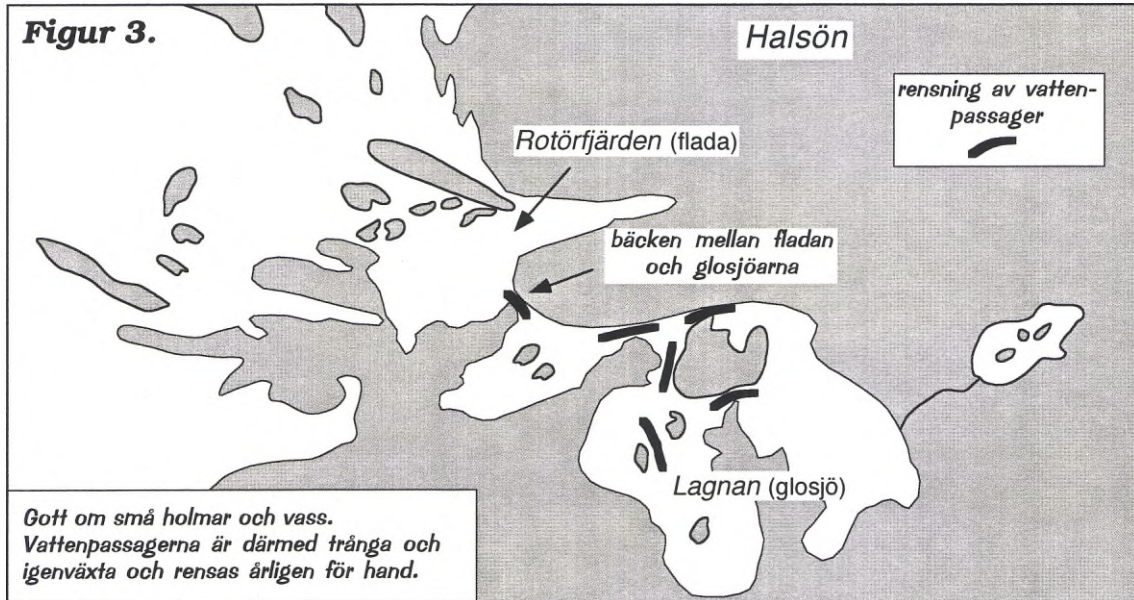 Figur 3.
Halsön
rensning av vatten-
passager
Rotörfjärden (flada)
bäcken mellan fladan
och glosjöarna
Lagnan (glosjö)
Gott om små holmar och vass.
Vattenpassagerna är därmed trånga och
igenväxta och rensas årligen för hand.